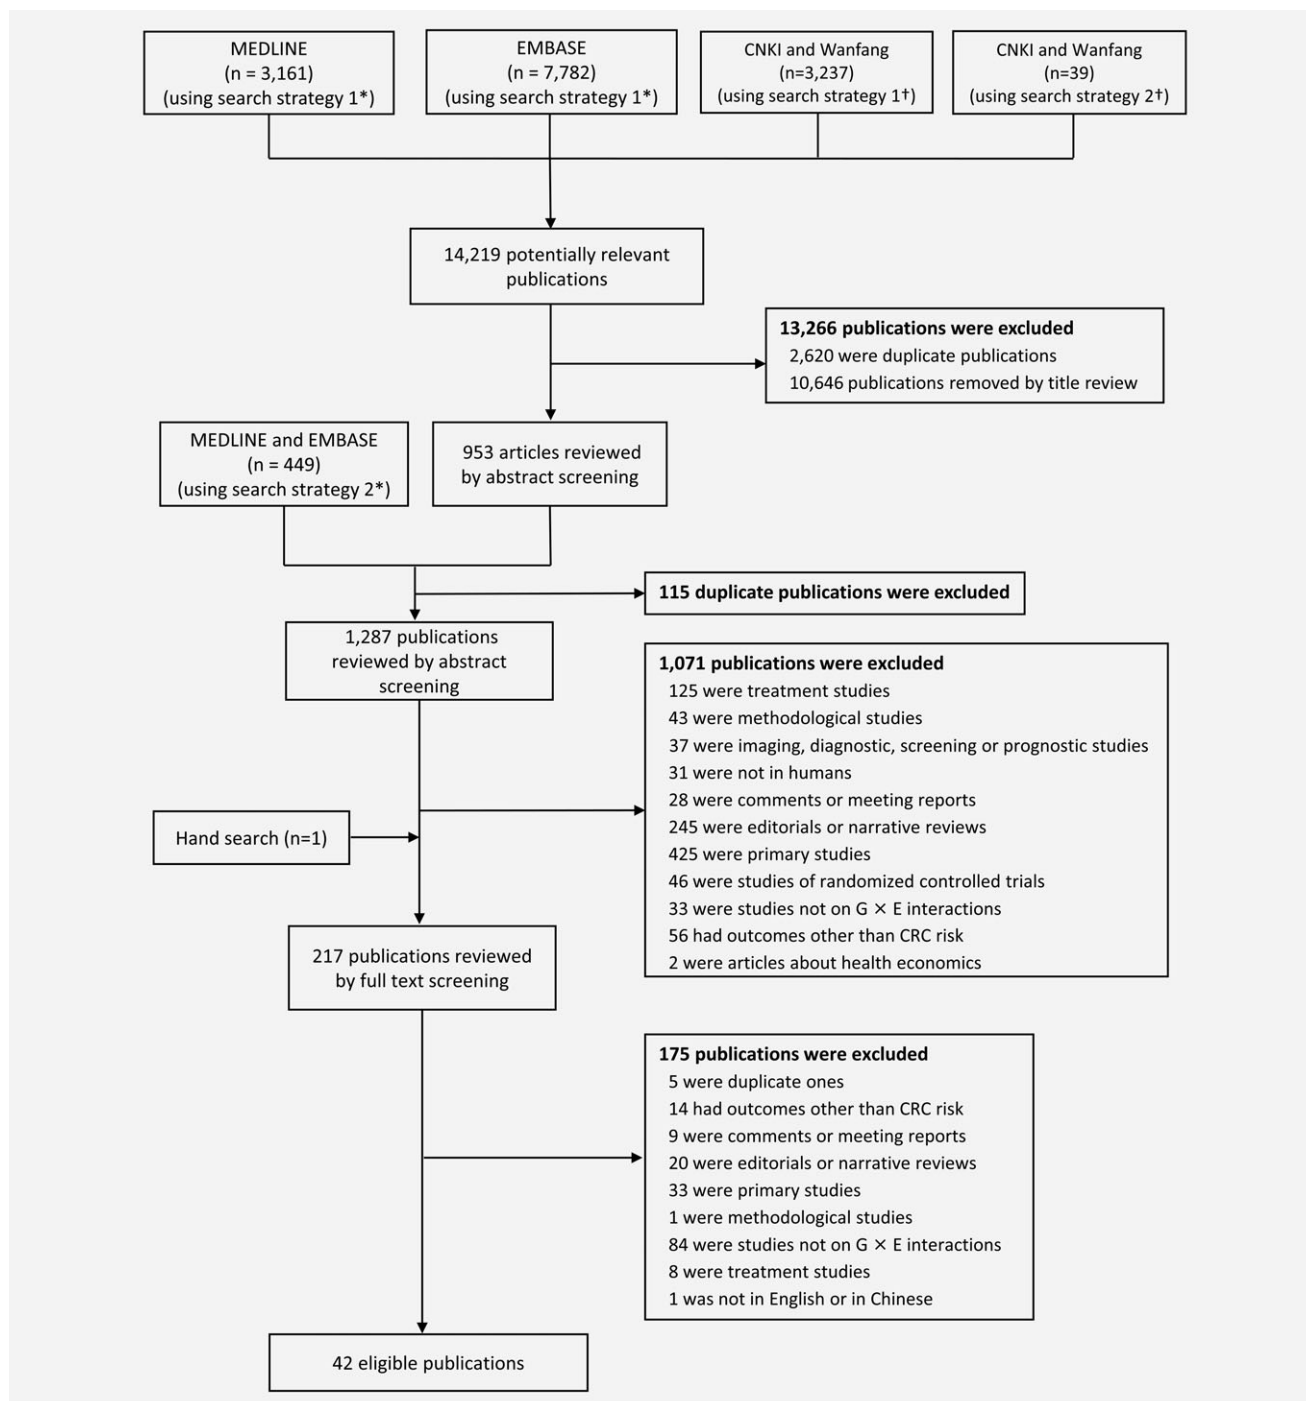 MEDLINE
(n = 3,161)
(using search strategy 1*)
EMBASE
(n = 7,782)
(using search strategy 1*)
CNKI and Wanfang
(n=3,237)
(using search strategy 1†)
CNKI and Wanfang
(n=39)
(using search strategy 2†)
14,219 potentially relevant
publications
13,266 publications were excluded
2,620 were duplicate publications
10,646 publications removed by title review
MEDLINE and EMBASE
(n = 449)
(using search strategy 2*)
953 articles reviewed
by abstract screening
115 duplicate publications were excluded
1,287 publications
reviewed by abstract
screening
1,071 publications were excluded
125 were treatment studies
43 were methodological studies
37 were imaging, diagnostic, screening or prognostic studies
31 were not in humans
28 were comments or meeting reports
245 were editorials or narrative reviews
425 were primary studies
46 were studies of randomized controlled trials
33 were studies not on G × E interactions
56 had outcomes other than CRC risk
2 were articles about health economics
Hand search (n=1)
217 publications reviewed
by full text screening
175 publications were excluded
5 were duplicate ones
14 had outcomes other than CRC risk
9 were comments or meeting reports
20 were editorials or narrative reviews
33 were primary studies
1 were methodological studies
84 were studies not on G × E interactions
8 were treatment studies
1 was not in English or in Chinese
42 eligible publications